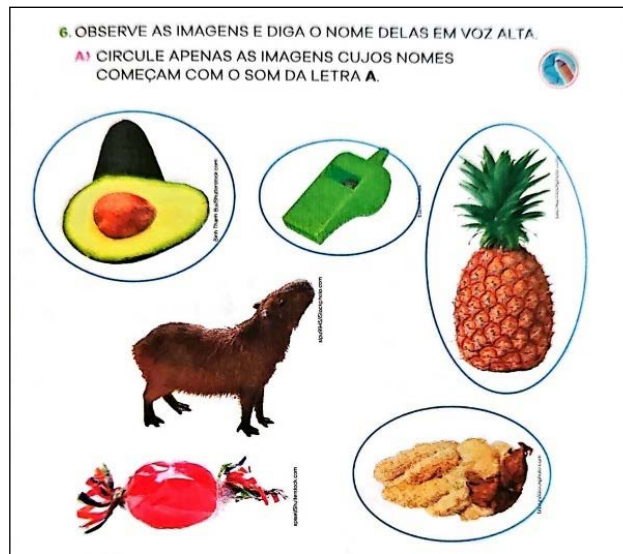 6. OBSERVE AS IMAGENS E DIGA O NOME DELAS EM VOZ ALTA.
A) CIRCULE APENAS AS IMAGENS CUJOS NOMES
COMEÇAM COM O SOM DA LETRA A.